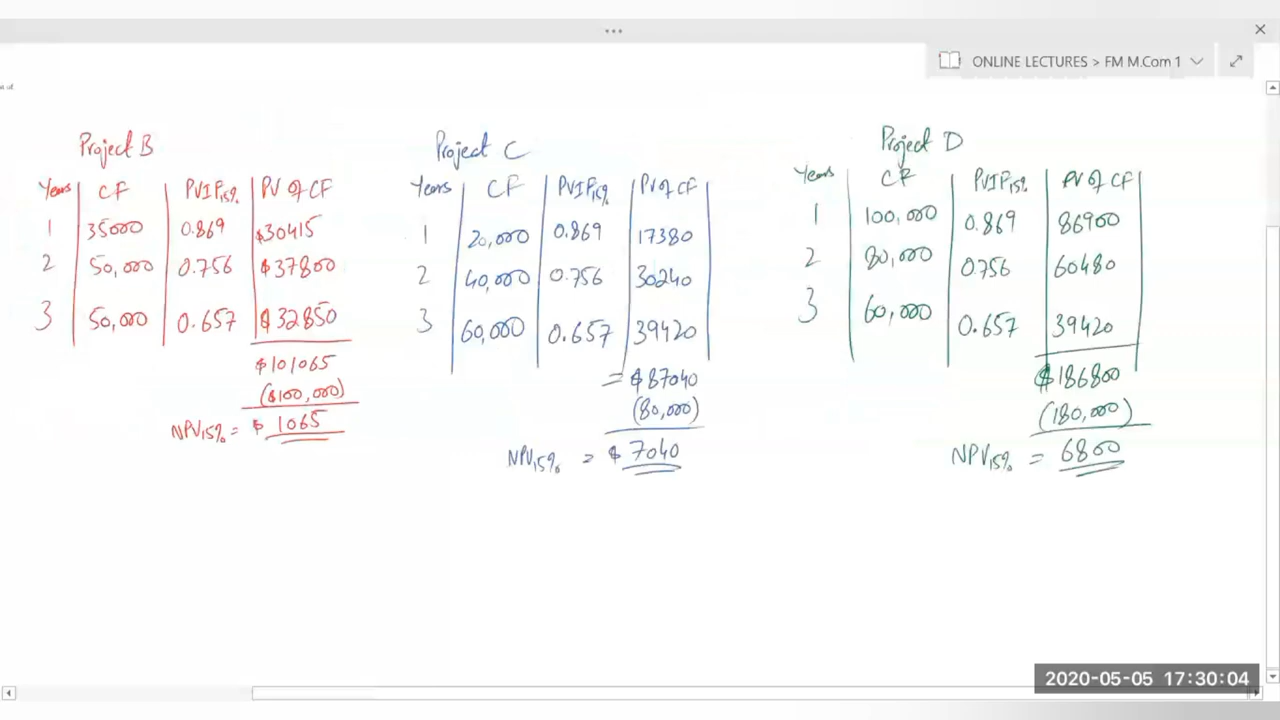 ...
ONLINE LECTURES > FM M.Com 1
Project B
Years CF PVIF15% PV of CF
1 35000 0.869 $30415
2 50,000 0.756 $37800
3 50,000 0.657 $32850
$101065
($100,000)
NPV15% = $ 1065
Project C
Years CF PVIF15% PV of CF
1 20,000 0.869 17380
2 40,000 0.756 30240
3 60,000 0.657 39420
= $87040
(80,000)
NPV15% = $ 7040
Project D
Years CF PVIF15% PV of CF
1 100,000 0.869 86900
2 80,000 0.756 60480
3 60,000 0.657 39420
$186800
(180,000)
NPV15% = 6800
2020-05-05 17:30:04